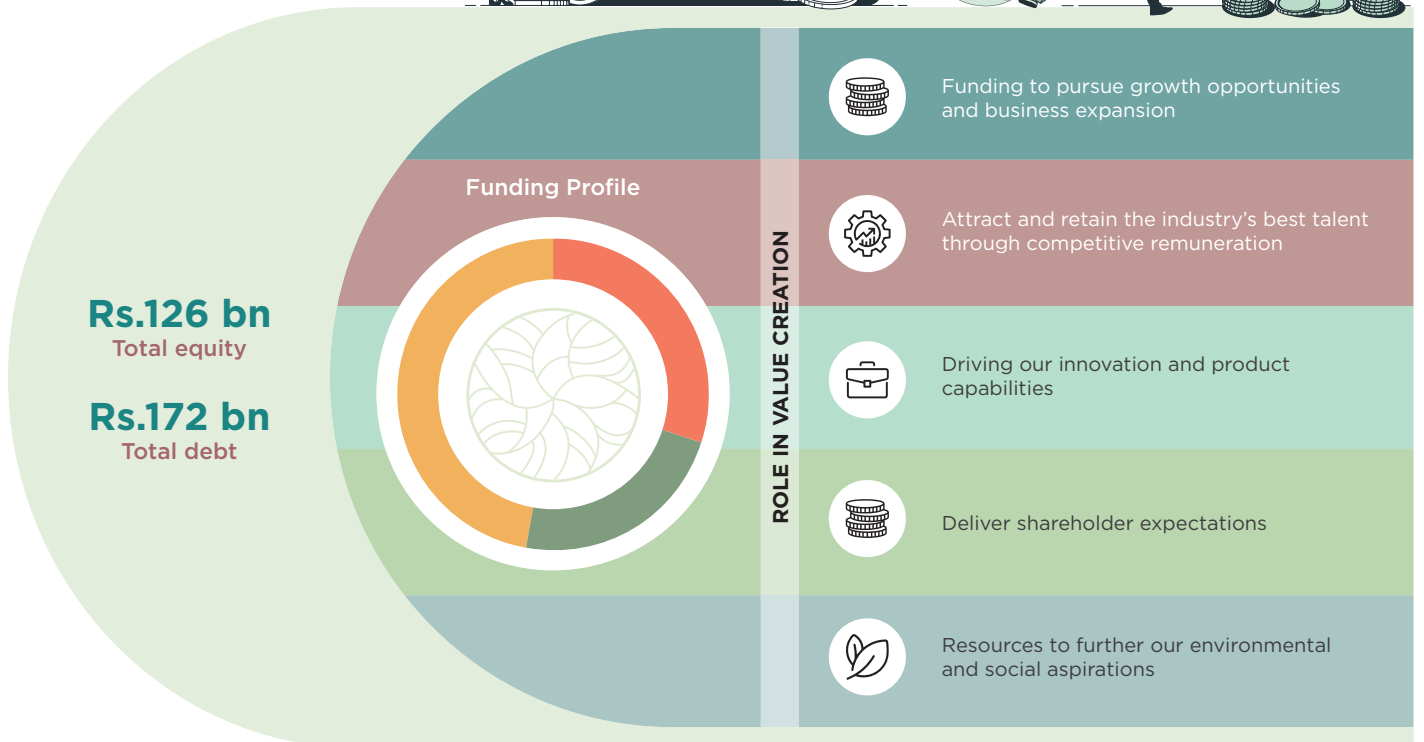 Rs.126 bn
Total equity
Rs.172 bn
Total debt
Funding Profile
ROLE IN VALUE CREATION
Funding to pursue growth opportunities
and business expansion
Attract and retain the industry’s best talent
through competitive remuneration
Driving our innovation and product
capabilities
Deliver shareholder expectations
Resources to further our environmental
and social aspirations